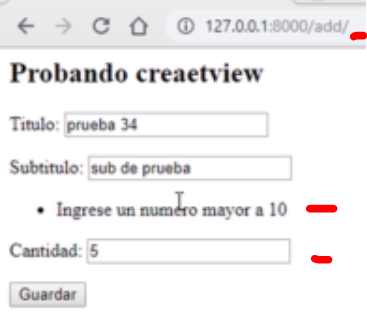 127.0.0.1:8000/add/
Probando creaetview
Titulo: prueba 34
Subtitulo: sub de prueba
• Ingrese un numero mayor a 10
Cantidad: 5
Guardar